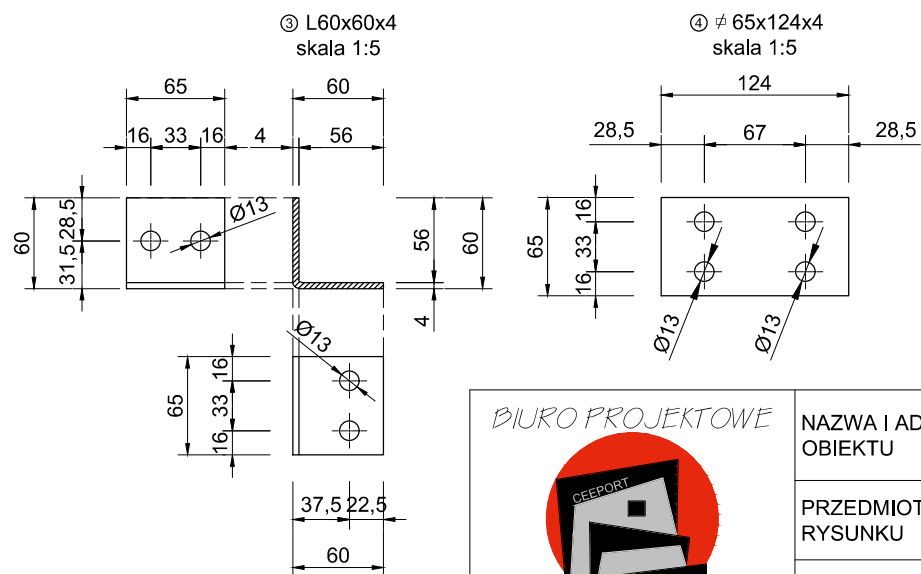 ③ L60x60x4
skala 1:5
④ ⌿ 65x124x4
skala 1:5
65
60
124
16 33 16 4 56
28,5 67 28,5
60
28,5
31,5
Ø13
56
60
4
65
16
33
16
Ø13
Ø13
Ø13
65
16
33
16
37,5 22,5
60
BIURO PROJEKTOWE
CEEPORT
NAZWA I AD
OBIEKTU
PRZEDMIOT
RYSUNKU